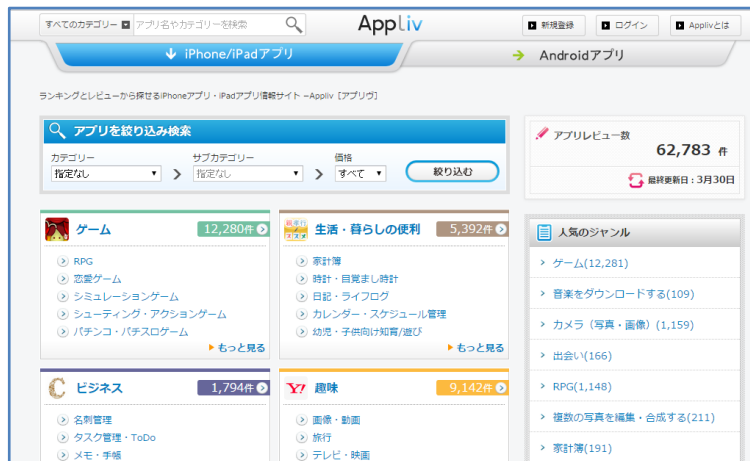 すべてのカテゴリー アプリ名やカテゴリーを検索 Appliv 新規登録 ログイン Applivとは
iPhone/iPadアプリ Androidアプリ
ランキングとレビューから探せるiPhoneアプリ・iPadアプリ情報サイト −Appliv [アプリヴ]
アプリを絞り込み検索
カテゴリー サブカテゴリー 価格
指定なし 指定なし すべて 絞り込む
アプリレビュー数
62,783 件
最終更新日:3月30日
ゲーム 12,280件
RPG
恋愛ゲーム
シミュレーションゲーム
シューティング・アクションゲーム
パチンコ・パチスロゲーム
もっと見る
生活・暮らしの便利 5,392件
家計簿
時計・目覚まし時計
日記・ライフログ
カレンダー・スケジュール管理
幼児・子供向け知育/遊び
もっと見る
ビジネス 1,794件
名刺管理
タスク管理・ToDo
メモ・手帳
Y! 趣味 9,142件
画像・動画
旅行
テレビ・映画
人気のジャンル
ゲーム(12,281)
音楽をダウンロードする(109)
カメラ（写真・画像）(1,159)
出会い(166)
RPG(1,148)
複数の写真を編集・合成する(211)
家計簿(191)